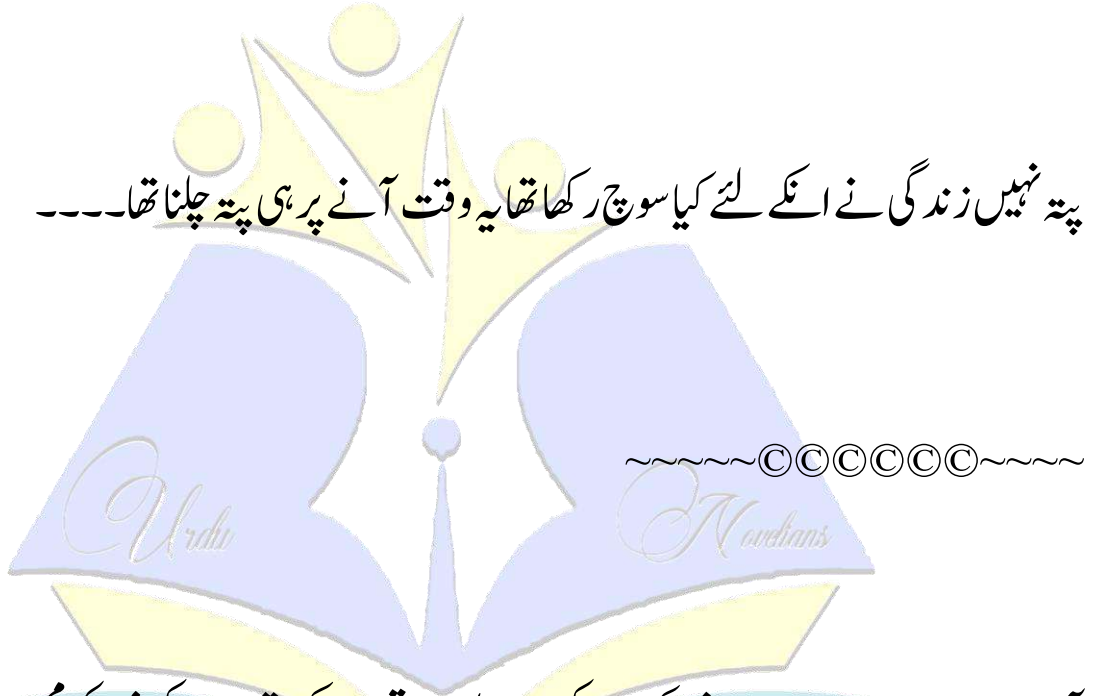 پتہ نہیں زندگی نے انکے لئے کیا سوچ رکھا تھا یہ وقت آنے پر ہی پتہ چلنا تھا۔۔۔۔
~~~~~©©©©©©~~~~
Urdu Novelians